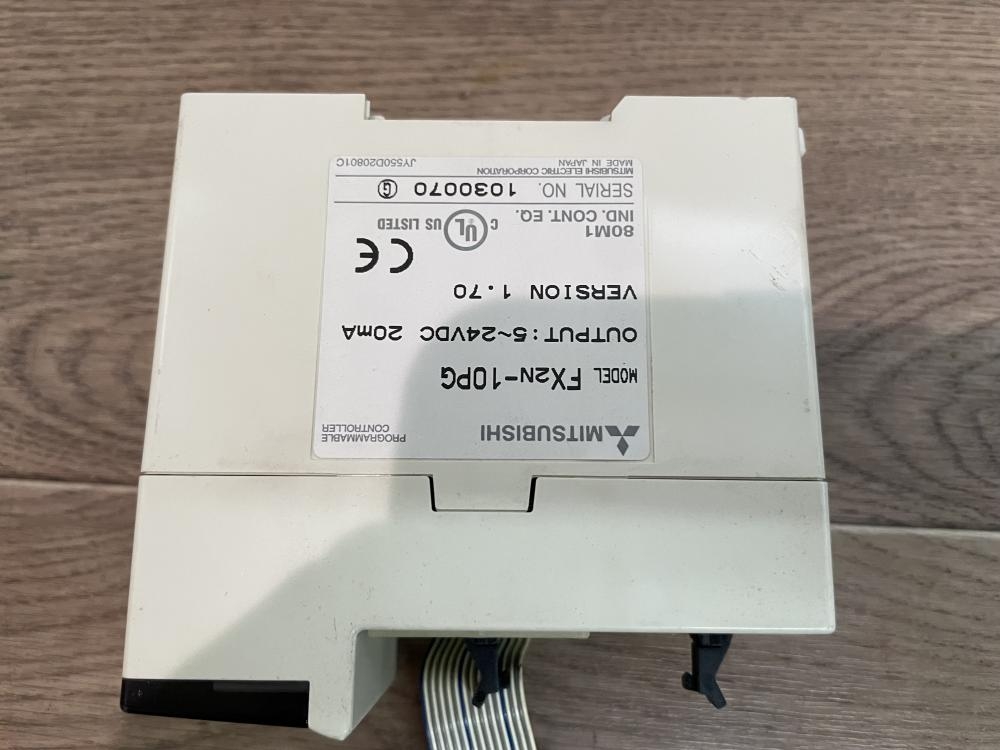 MITSUBISHI PROGRAMMABLE CONTROLLER
MODEL FX2N-10PG
OUTPUT:5~24VDC 20mA
VERSION 1.70
CE
80M1
IND. CONT. EQ.
C UL US LISTED
SERIAL NO. 1030070 G
MITSUBISHI ELECTRIC CORPORATION
MADE IN JAPAN JY550D20801C